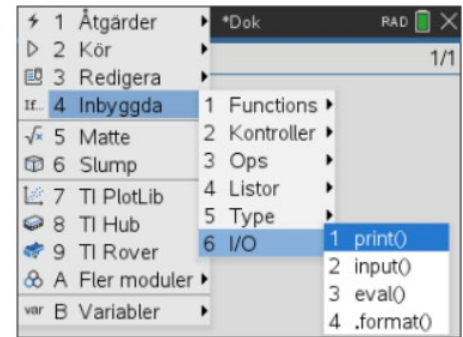 1 Åtgärder
2 Kör
3 Redigera
If... 4 Inbyggda
√x 5 Matte
6 Slump
7 TI PlotLib
8 TI Hub
9 TI Rover
A Fler moduler
var B Variabler
*Dok RAD
1/1
1 Functions
2 Kontroller
3 Ops
4 Listor
5 Type
6 I/O
1 print()
2 input()
3 eval()
4 .format()